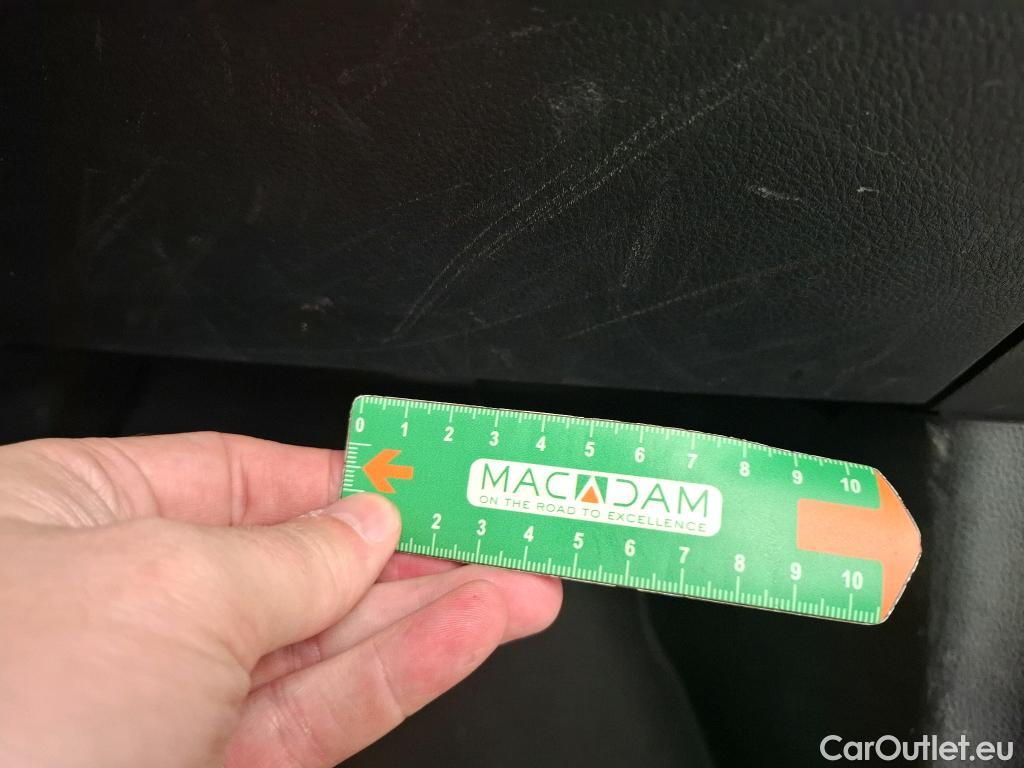 0 1 2 3 4 5 6 7 8 9 10
MACADAM
ON THE ROAD TO EXCELLENCE
2 3 4 5 6 7 8 9 10
CarOutlet.eu